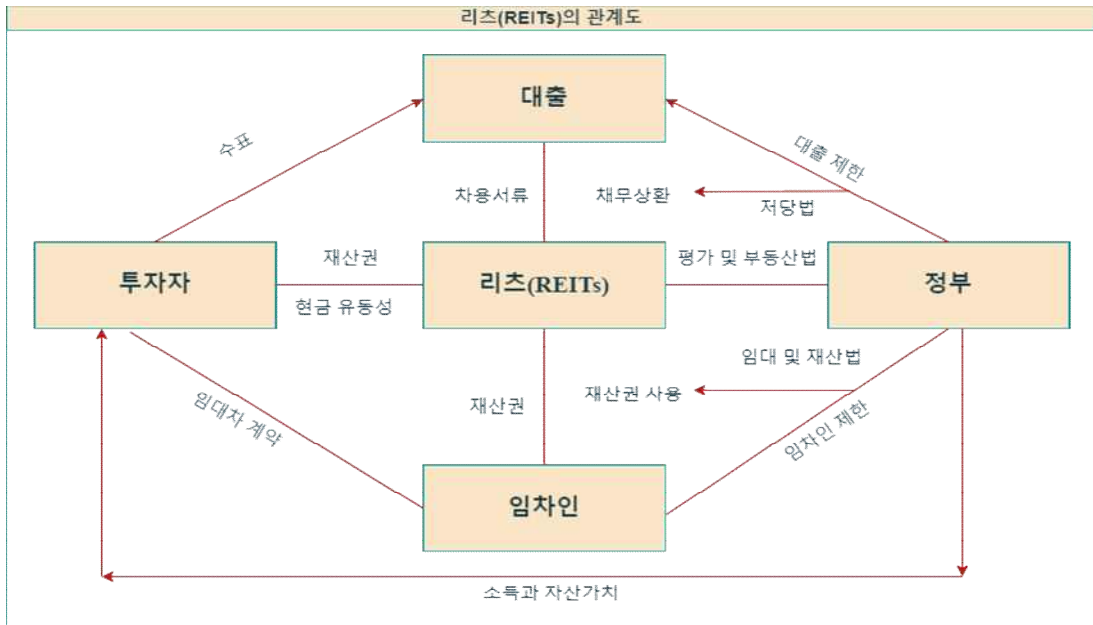 리츠(REITs)의 관계도
대출
수표
대출 제한
차용서류
채무상환
저당법
투자자
재산권
현금 유동성
리츠(REITs)
평가 및 부동산법
정부
임대 및 재산법
임대차 계약
재산권
재산권 사용
임차인 제한
임차인
소득과 자산가치